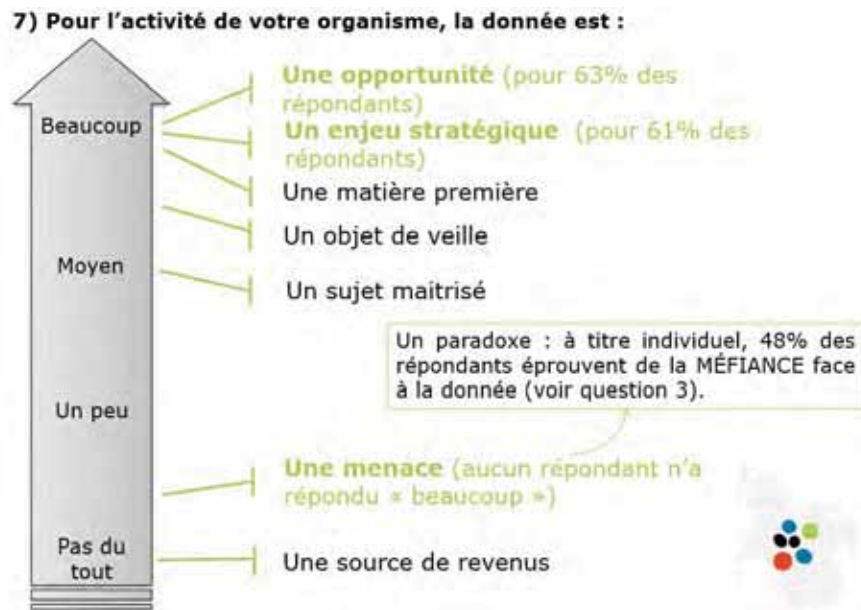 7) Pour l'activité de votre organisme, la donnée est :
Beaucoup
Une opportunité (pour 63% des
répondants)
Un enjeu stratégique (pour 61% des
répondants)
Une matière première
Un objet de veille
Moyen
Un sujet maitrisé
Un paradoxe : à titre individuel, 48% des
répondants éprouvent de la MÉFIANCE face
à la donnée (voir question 3).
Un peu
Une menace (aucun répondant n'a
répondu « beaucoup »)
Pas du
tout
Une source de revenus